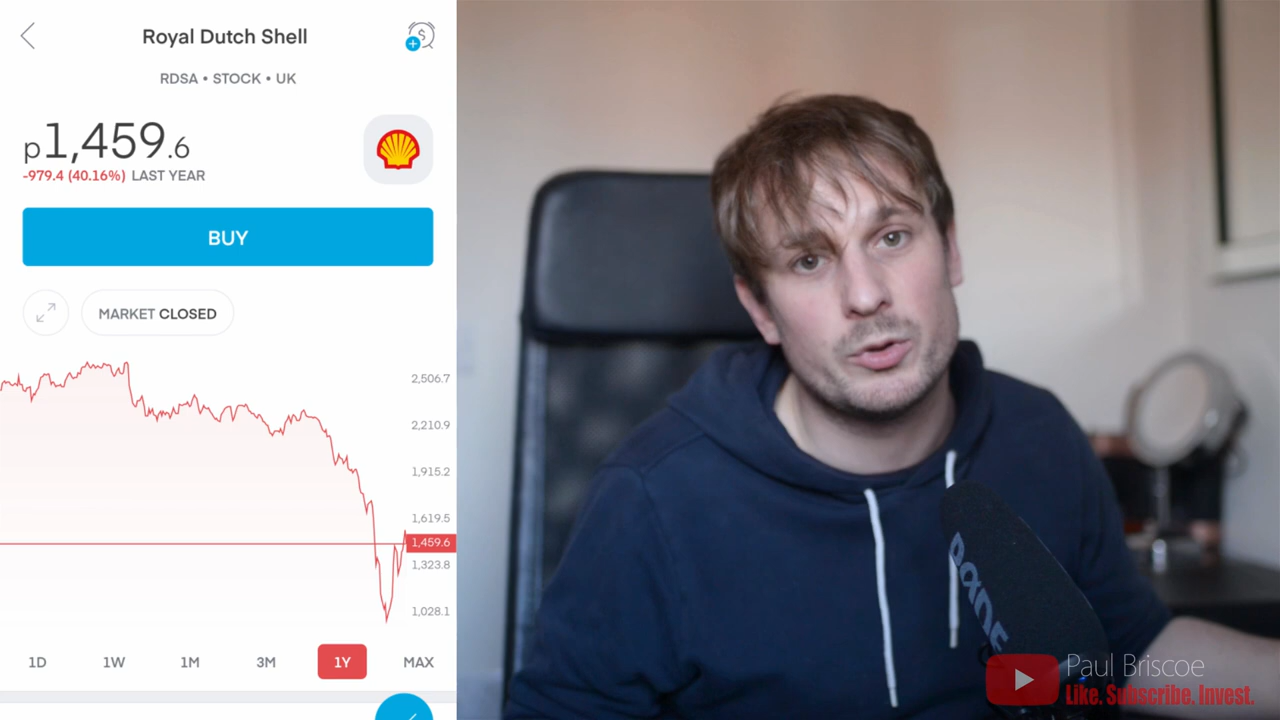 Royal Dutch Shell
RDSA • STOCK • UK
p1,459.6
-979.4 (40.16%) LAST YEAR
BUY
MARKET CLOSED
2,506.7
2,210.9
1,915.2
1,619.5
1,459.6
1,323.8
1,028.1
1D 1W 1M 3M 1Y MAX
RODE
Paul Briscoe
Like. Subscribe. Invest.